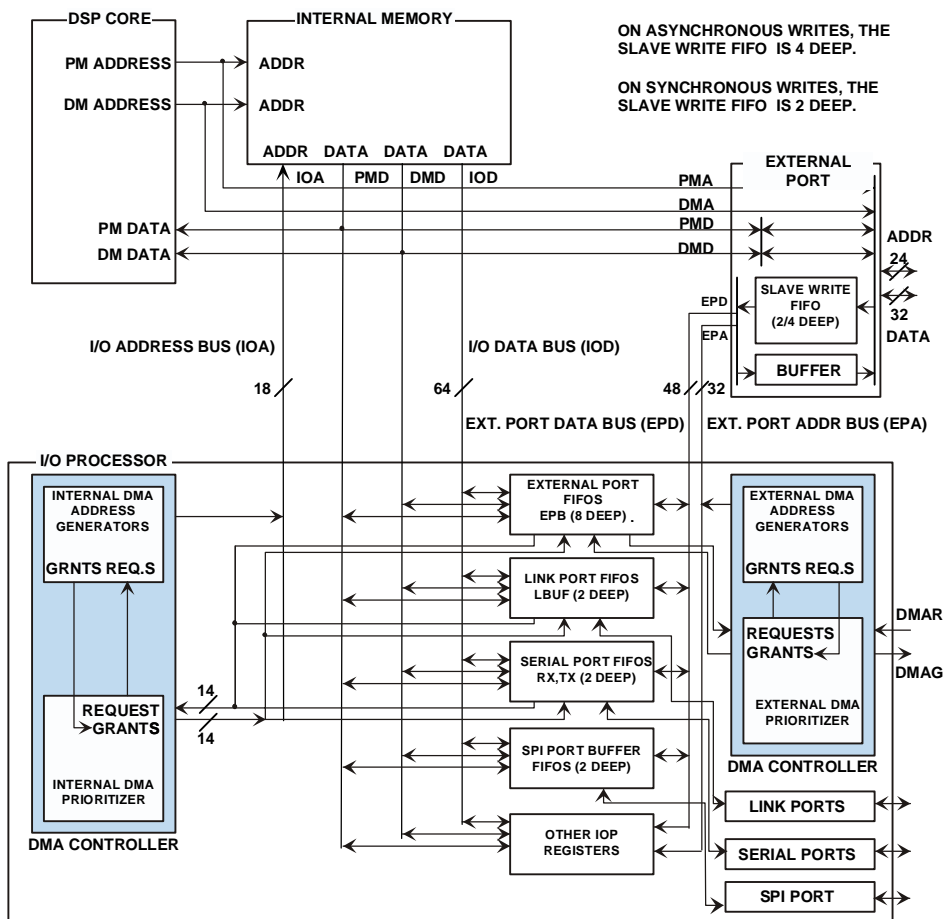 DSP CORE
PM ADDRESS
DM ADDRESS
PM DATA
DM DATA
INTERNAL MEMORY
ADDR
ADDR
ADDR DATA DATA DATA
IOA PMD DMD IOD
ON ASYNCHRONOUS WRITES, THE
SLAVE WRITE FIFO IS 4 DEEP.
ON SYNCHRONOUS WRITES, THE
SLAVE WRITE FIFO IS 2 DEEP.
EXTERNAL
PORT
PMA
DMA
PMD
DMD
ADDR
24
32
DATA
EPD
EPA
SLAVE WRITE
FIFO
(2/4 DEEP)
BUFFER
I/O ADDRESS BUS (IOA)
18
I/O DATA BUS (IOD)
64
48
32
EXT. PORT DATA BUS (EPD)
EXT. PORT ADDR BUS (EPA)
I/O PROCESSOR
INTERNAL DMA
ADDRESS
GENERATORS
GRNTS REQ.S
14
14
REQUEST
GRANTS
INTERNAL DMA
PRIORITIZER
DMA CONTROLLER
EXTERNAL PORT
FIFOS
EPB (8 DEEP) .
LINK PORT FIFOS
LBUF (2 DEEP)
SERIAL PORT FIFOS
RX,TX (2 DEEP)
SPI PORT BUFFER
FIFOS (2 DEEP)
OTHER IOP
REGISTERS
EXTERNAL DMA
ADDRESS
GENERATORS
GRNTS REQ.S
REQUESTS
GRANTS
EXTERNAL DMA
PRIORITIZER
DMA CONTROLLER
DMAR
DMAG
LINK PORTS
SERIAL PORTS
SPI PORT